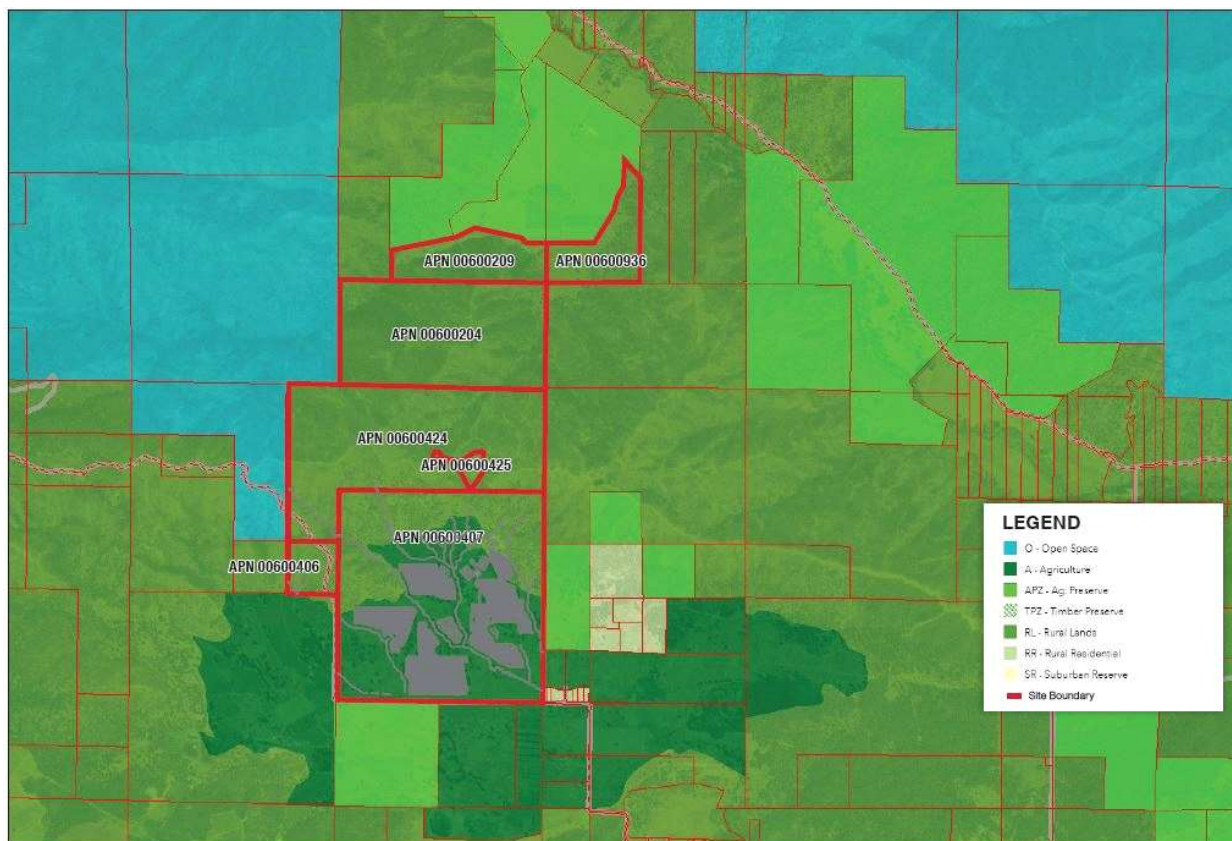 APN 00600209
APN 00600936
APN 00600204
APN 00600424
APN 00600425
APN 00600407
APN 00600406
LEGEND
O - Open Space
A - Agriculture
APZ - Ag. Preserve
TPZ - Timber Preserve
RL - Rural Lands
RR - Rural Residential
SR - Suburban Reserve
Site Boundary